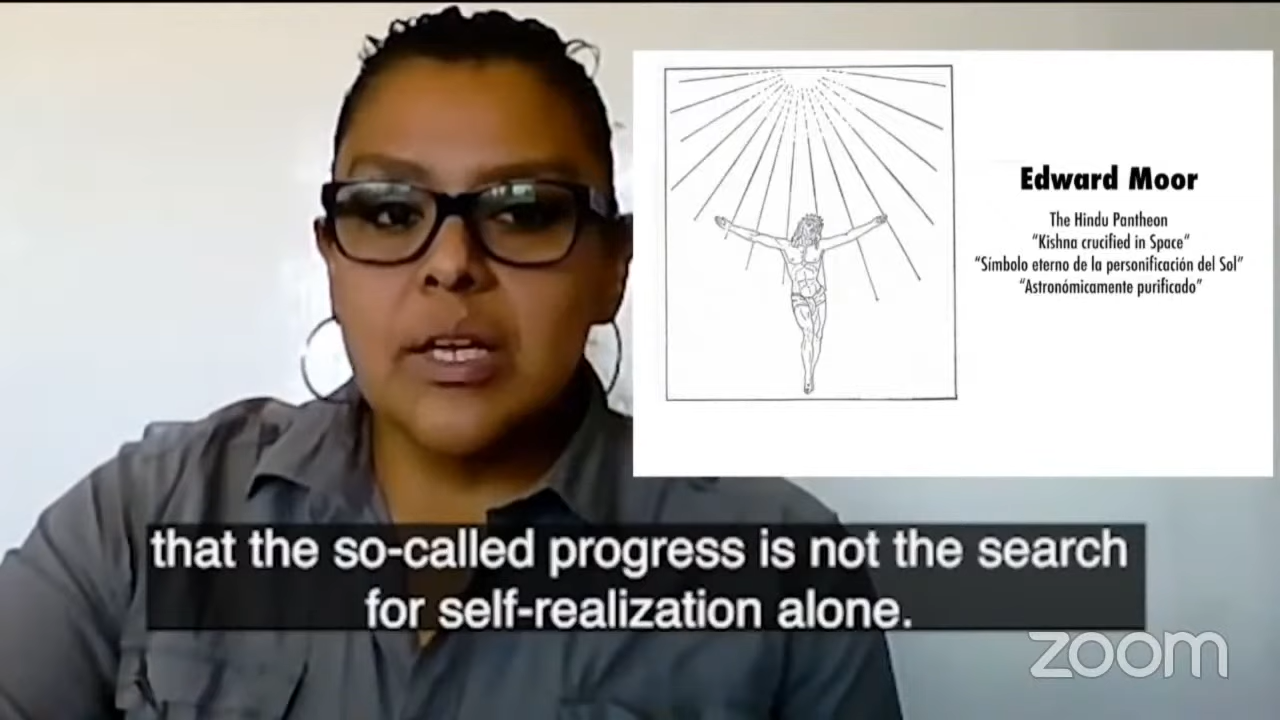 Edward Moor
The Hindu Pantheon
"Kishna crucified in Space"
"Símbolo eterno de la personificación del Sol"
"Astronómicamente purificado"
that the so-called progress is not the search
for self-realization alone.
zoom